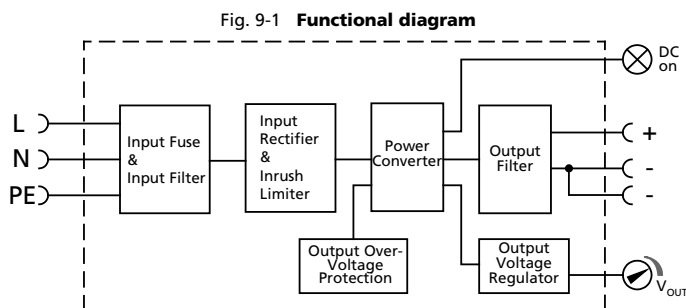 Fig. 9-1 Functional diagram
DC
on
L
N
PE
Input Fuse
&
Input Filter
Input
Rectifier
&
Inrush
Limiter
Power
Converter
Output
Filter
+
-
-
Output Over-
Voltage
Protection
Output
Voltage
Regulator
VOUT